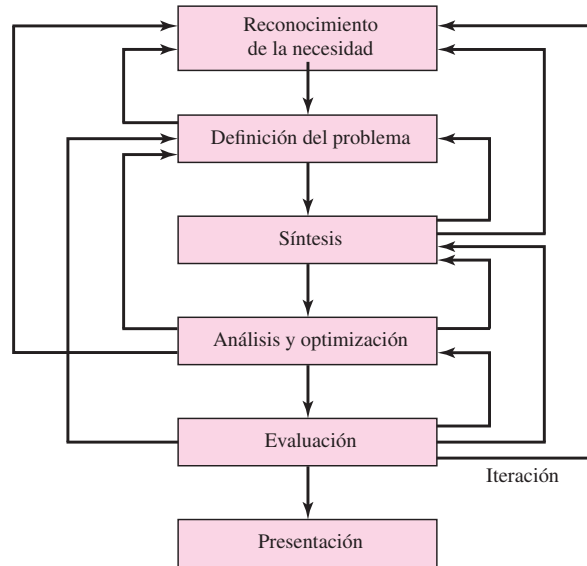 Reconocimiento
de la necesidad
Definición del problema
Síntesis
Análisis y optimización
Evaluación
Iteración
Presentación